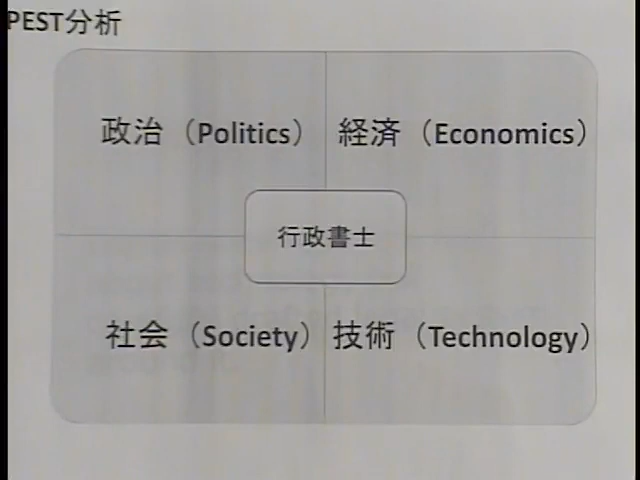 PEST分析
政治（Politics）
経済（Economics）
行政書士
社会（Society）
技術（Technology）